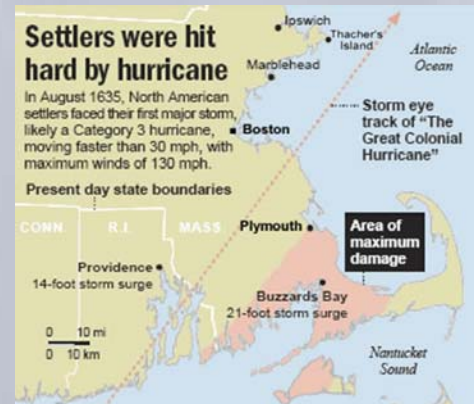 Settlers were hit
hard by hurricane
In August 1635, North American
settlers faced their first major storm,
likely a Category 3 hurricane,
moving faster than 30 mph, with
maximum winds of 130 mph.
Present day state boundaries
Ipswich
Thacher's
Island
Marblehead
Atlantic
Ocean
Boston
Storm eye
track of "The
Great Colonial
Hurricane"
CONN.
R.I.
MASS
Plymouth
Area of
maximum
damage
Providence
14-foot storm surge
Buzzards Bay
21-foot storm surge
0 10 mi
0 10 km
Nantucket
Sound